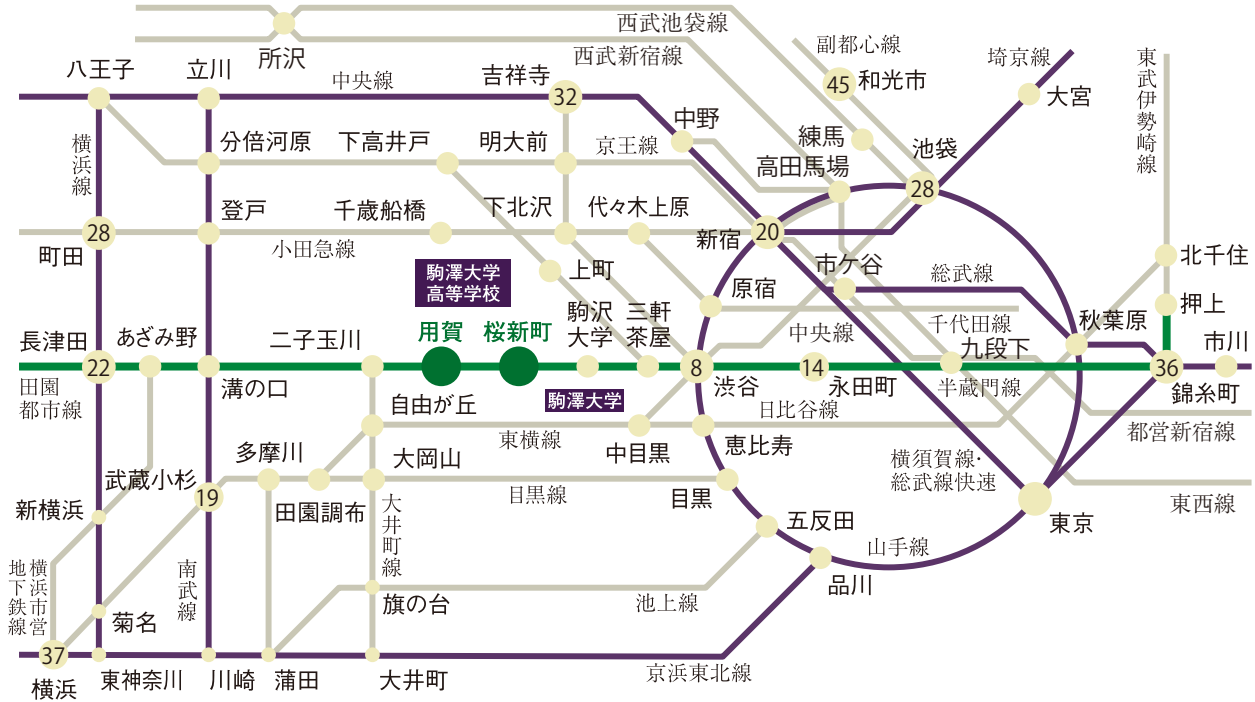 西武池袋線
所沢
西武新宿線
副都心線
埼京線
東武伊勢崎線
八王子
立川
中央線
吉祥寺
32
45
和光市
大宮
中野
横浜線
分倍河原
下高井戸
明大前
京王線
練馬
池袋
高田馬場
28
登戸
千歳船橋
下北沢
代々木上原
28
町田
小田急線
新宿
20
市ケ谷
総武線
北千住
駒澤大学
高等学校
上町
原宿
押上
長津田
あざみ野
二子玉川
用賀
桜新町
駒沢
大学
三軒
茶屋
中央線
千代田線
九段下
秋葉原
市川
22
8
14
36
田園
都市線
溝の口
駒澤大学
渋谷
永田町
半蔵門線
錦糸町
自由が丘
日比谷線
東横線
中目黒
恵比寿
都営新宿線
多摩川
大岡山
横須賀線・
総武線快速
武蔵小杉
19
田園調布
目黒線
目黒
東西線
新横浜
大井町線
五反田
東京
山手線
横浜市営
地下鉄線
南武線
品川
菊名
旗の台
池上線
37
横浜
東神奈川
川崎
蒲田
大井町
京浜東北線